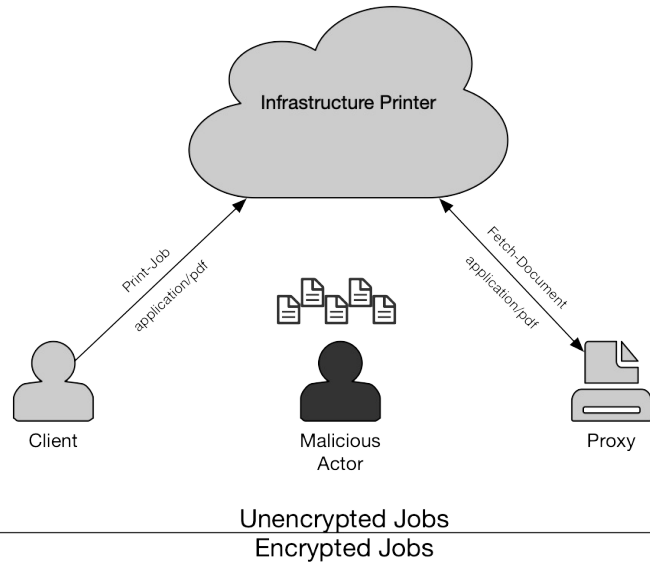 Infrastructure Printer
Print-Job
application/pdf
Fetch-Document
application/pdf
Client
Malicious
Actor
Proxy
Unencrypted Jobs
Encrypted Jobs